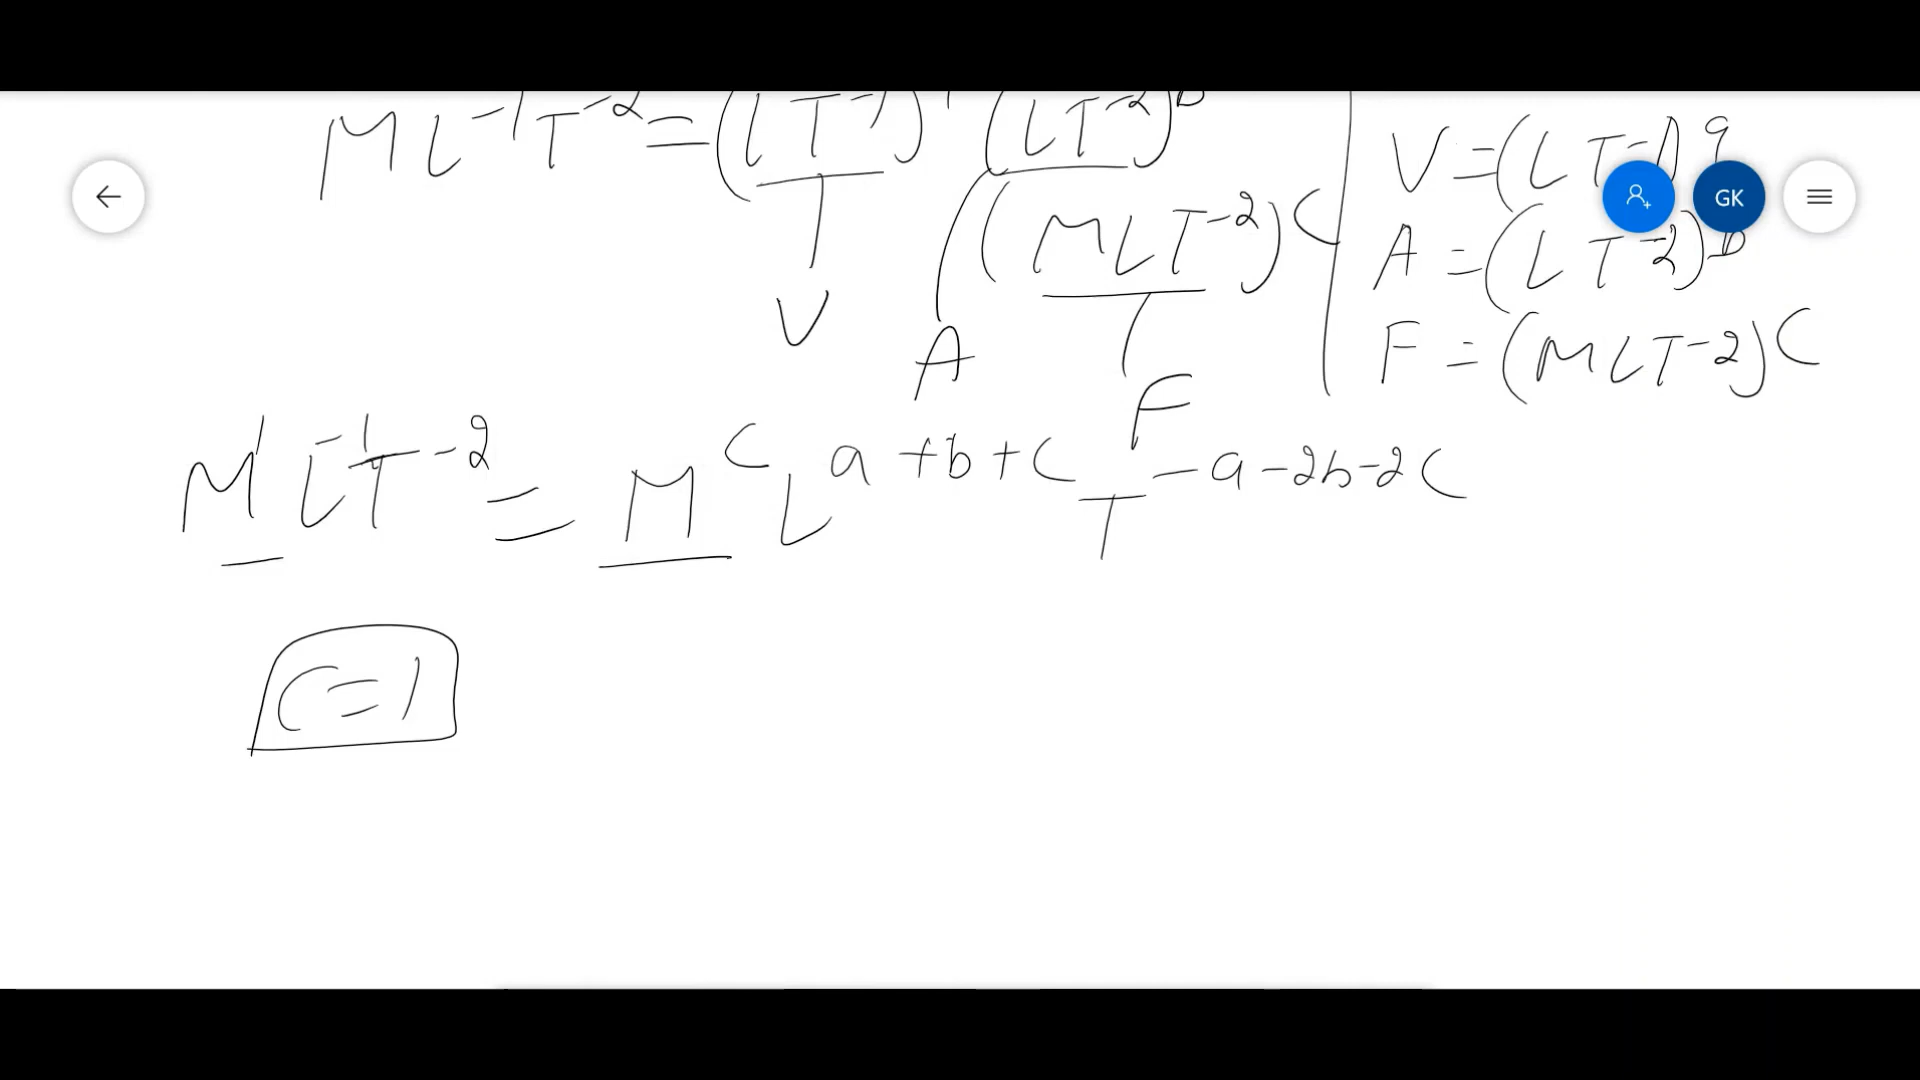 ML⁻¹T⁻² = (LT⁻¹) (LT⁻²)ᵇ
(MLT⁻²)ᶜ
V A F
V = (LT⁻¹)ᵃ
A = (LT⁻²)ᵇ
F = (MLT⁻²)ᶜ
GK
M¹L⁻¹T⁻² = Mᶜ Lᵃ⁺ᵇ⁺ᶜ T⁻ᵃ⁻²ᵇ⁻²ᶜ
C=1